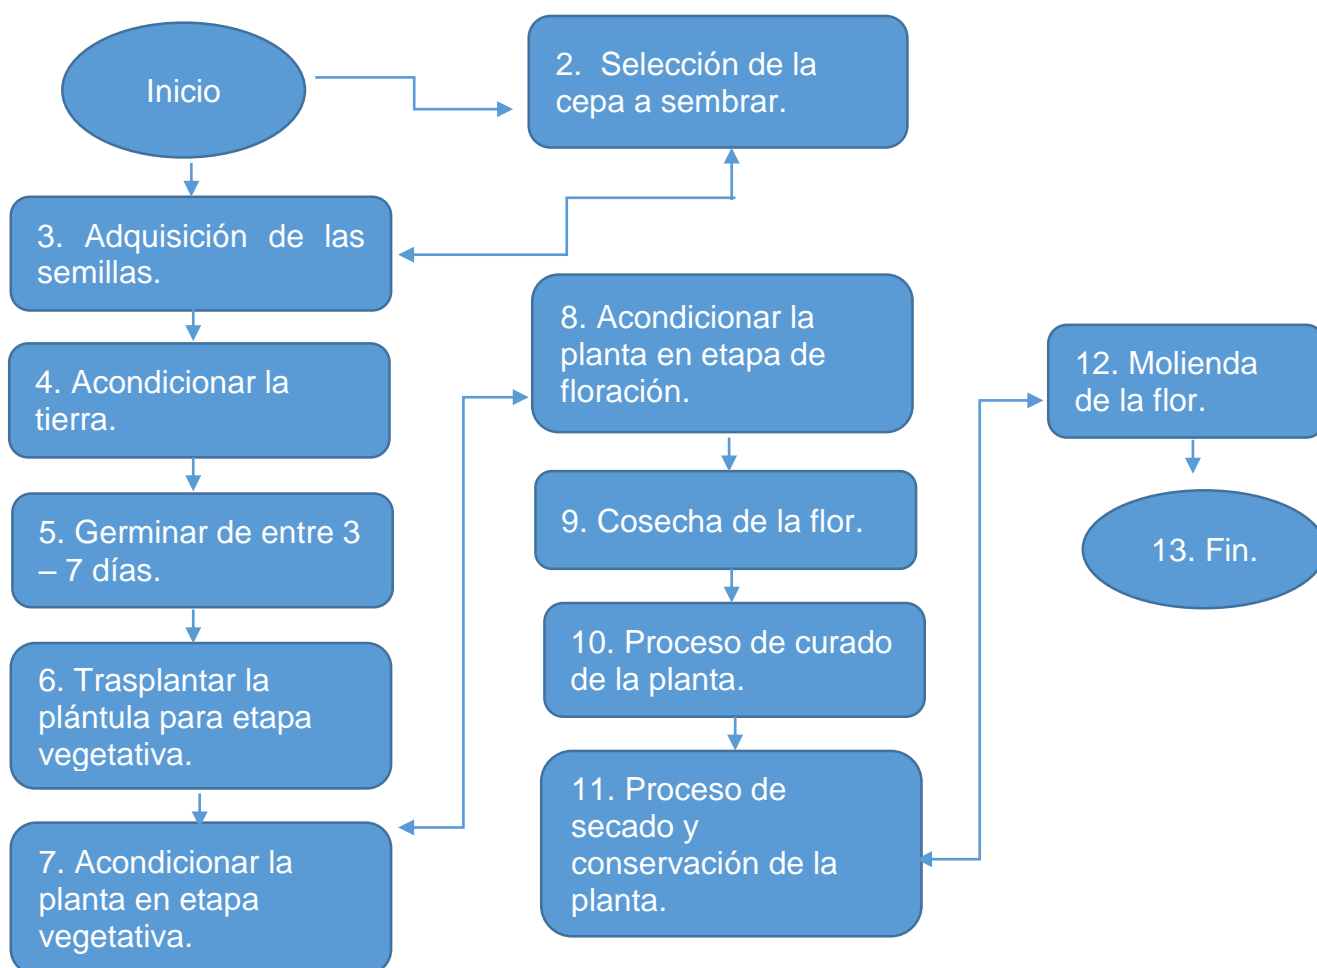 Inicio
2. Selección de la
cepa a sembrar.
3. Adquisición de las
semillas.
4. Acondicionar la
tierra.
5. Germinar de entre 3
– 7 días.
6. Trasplantar la
plántula para etapa
vegetativa.
7. Acondicionar la
planta en etapa
vegetativa.
8. Acondicionar la
planta en etapa de
floración.
9. Cosecha de la flor.
10. Proceso de curado
de la planta.
11. Proceso de
secado y
conservación de la
planta.
12. Molienda
de la flor.
13. Fin.